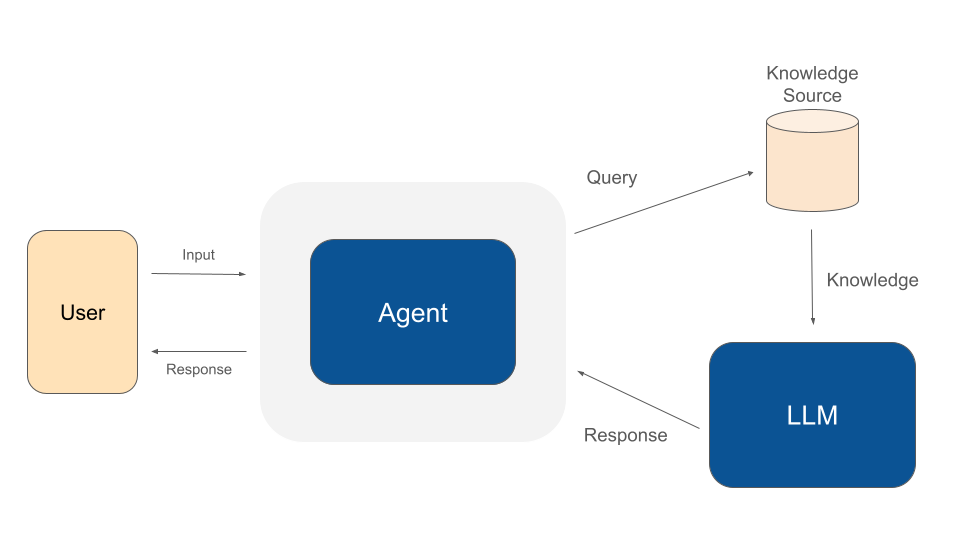 Knowledge
Source
Query
Input
User
Agent
Knowledge
Response
LLM
Response